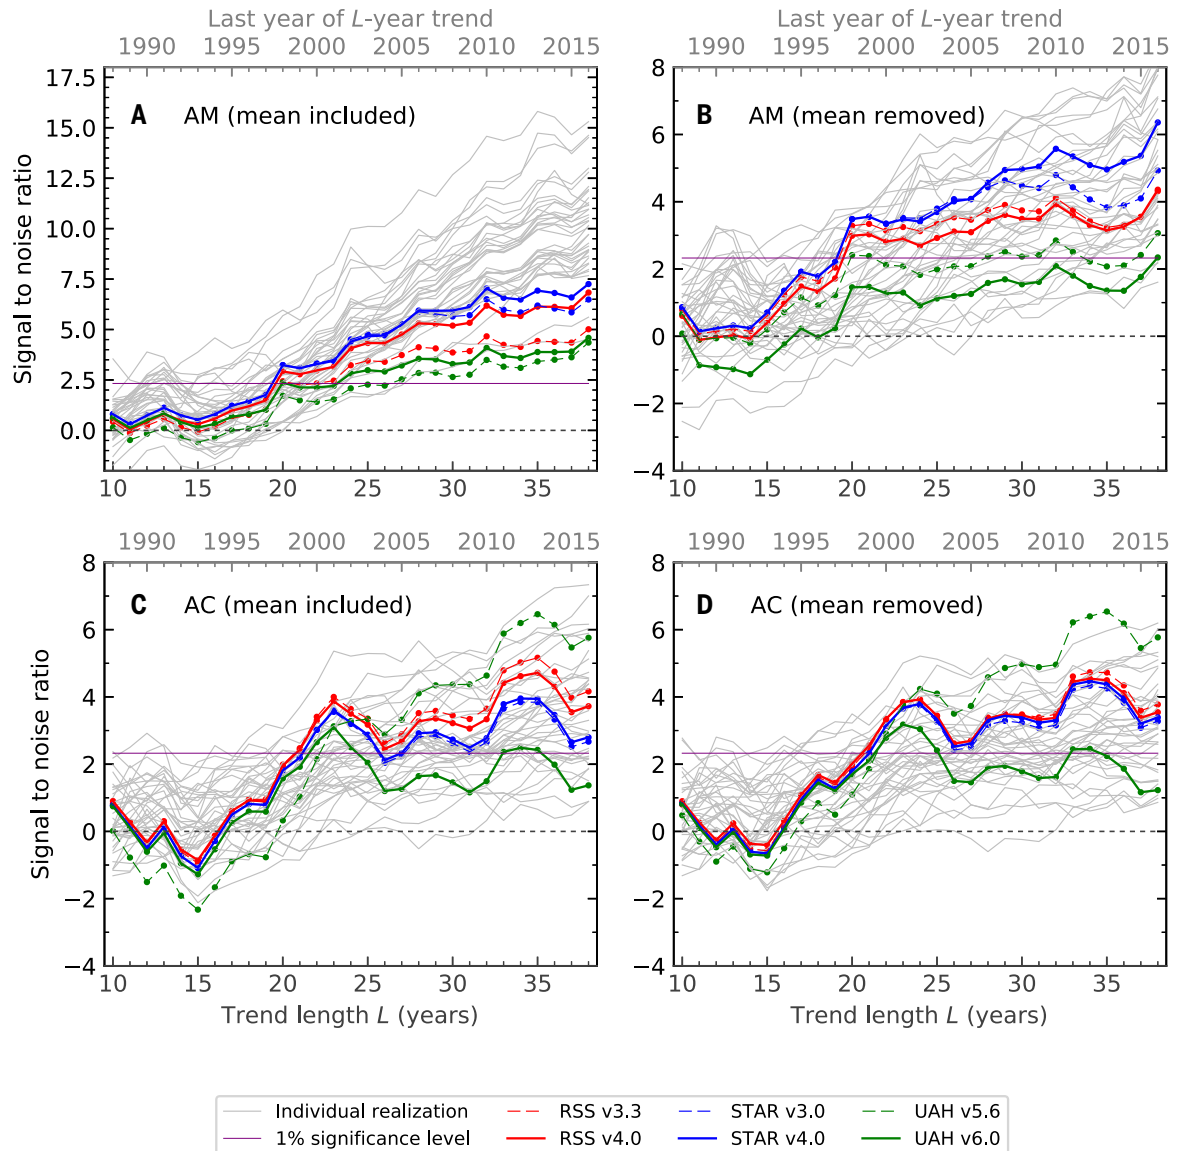 Last year of L-year trend
1990 1995 2000 2005 2010 2015
A AM (mean included)
Signal to noise ratio
17.5
15.0
12.5
10.0
7.5
5.0
2.5
0.0
10 15 20 25 30 35
Last year of L-year trend
1990 1995 2000 2005 2010 2015
B AM (mean removed)
8
6
4
2
0
−2
−4
10 15 20 25 30 35
1990 1995 2000 2005 2010 2015
C AC (mean included)
Signal to noise ratio
8
6
4
2
0
−2
−4
10 15 20 25 30 35
Trend length L (years)
1990 1995 2000 2005 2010 2015
D AC (mean removed)
8
6
4
2
0
−2
−4
10 15 20 25 30 35
Trend length L (years)
Individual realization RSS v3.3 STAR v3.0 UAH v5.6
1% significance level RSS v4.0 STAR v4.0 UAH v6.0